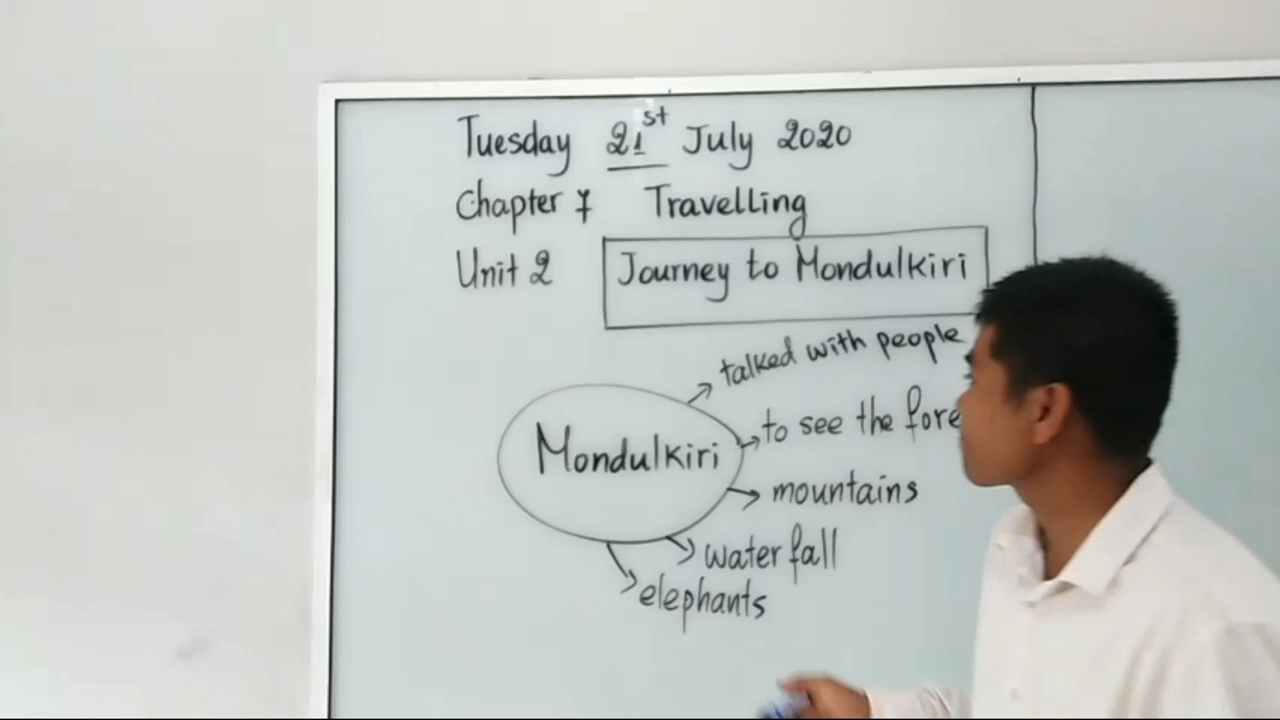 Tuesday 21st July 2020
Chapter 7 Travelling
Unit 2 Journey to Mondulkiri
talked with people
to see the fore
Mondulkiri
mountains
water fall
elephants